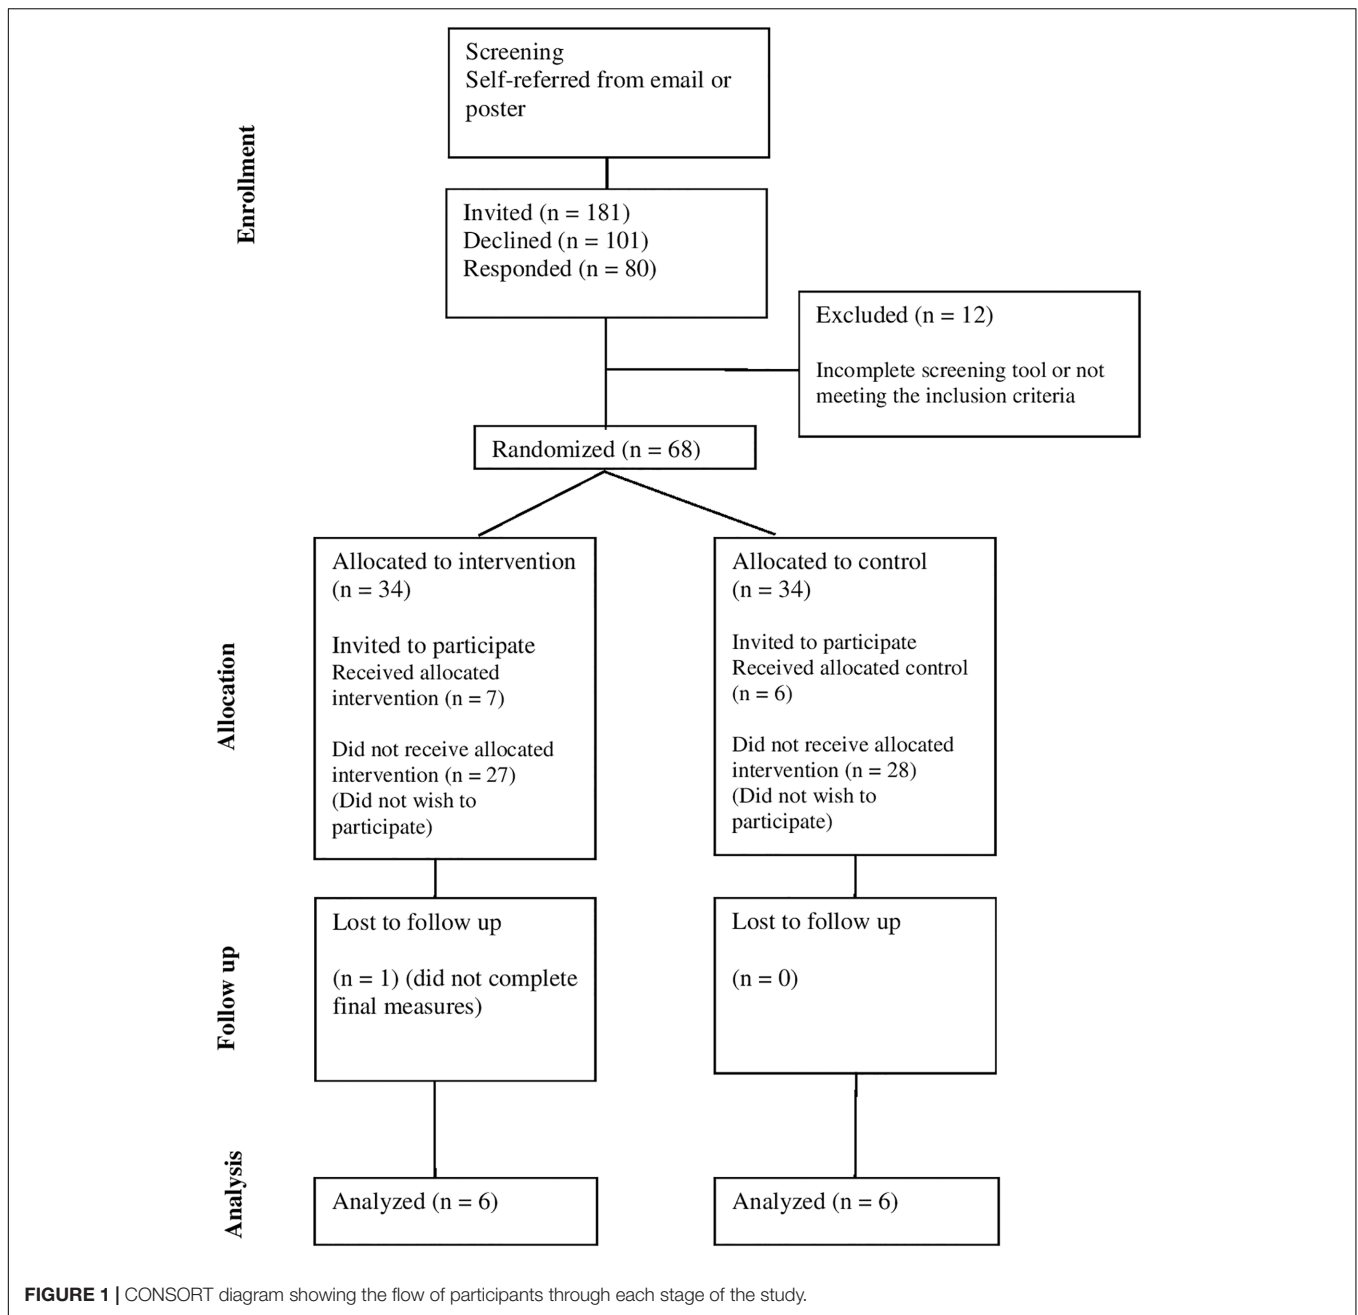 Enrollment
Screening
Self-referred from email or
poster
Invited (n = 181)
Declined (n = 101)
Responded (n = 80)
Excluded (n = 12)
Incomplete screening tool or not
meeting the inclusion criteria
Randomized (n = 68)
Allocation
Allocated to intervention
(n = 34)
Invited to participate
Received allocated
intervention (n = 7)
Did not receive allocated
intervention (n = 27)
(Did not wish to
participate)
Allocated to control
(n = 34)
Invited to participate
Received allocated control
(n = 6)
Did not receive allocated
intervention (n = 28)
(Did not wish to
participate)
Follow up
Lost to follow up
(n = 1) (did not complete
final measures)
Lost to follow up
(n = 0)
Analysis
Analyzed (n = 6)
Analyzed (n = 6)
FIGURE 1 | CONSORT diagram showing the flow of participants through each stage of the study.